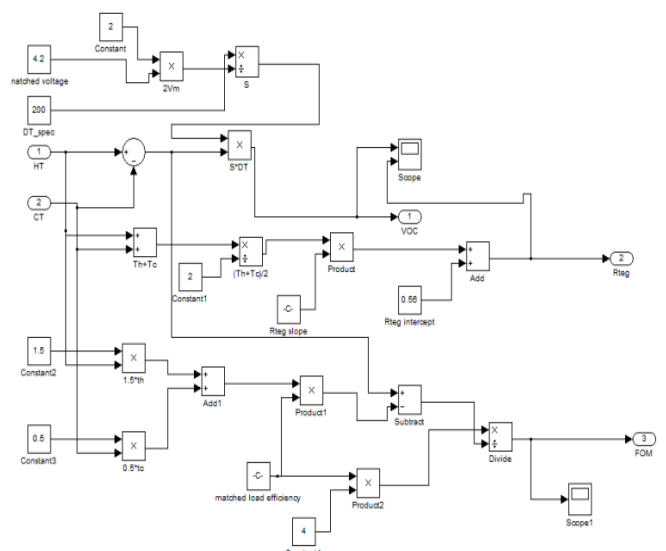 2
Constant
4.2
natched voltage
×
2Vm
×
÷
S
200
DT_spec
1
HT
+
−
×
S*DT
Scope
2
CT
1
VOC
+
+
Th+Tc
×
÷
(Th+Tc)/2
×
Product
+
+
Add
2
Rteg
2
Constant1
-C-
Rteg slope
0.56
Rteg intercept
1.5
Constant2
×
1.5*th
+
+
Add1
×
Product1
+
−
Subtract
0.5
Constant3
×
0.5*tc
×
÷
Divide
3
FOM
-C-
matched load efficiency
×
Product2
Scope1
4